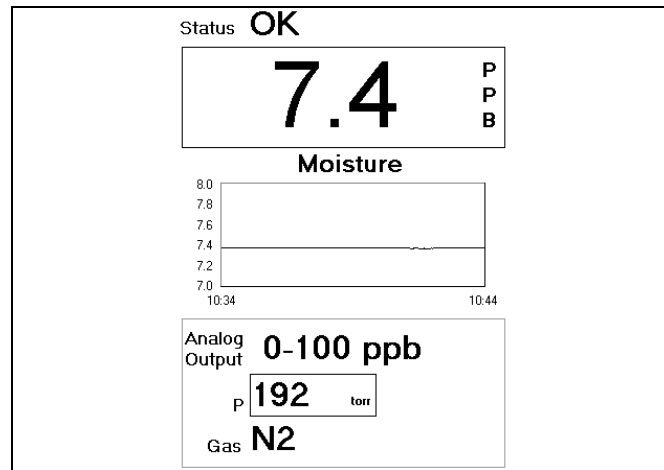 Status OK
7.4 PPB
Moisture
8.0
7.8
7.6
7.4
7.2
7.0
10:34 10:44
Analog Output 0-100 ppb
P 192 torr
Gas N2